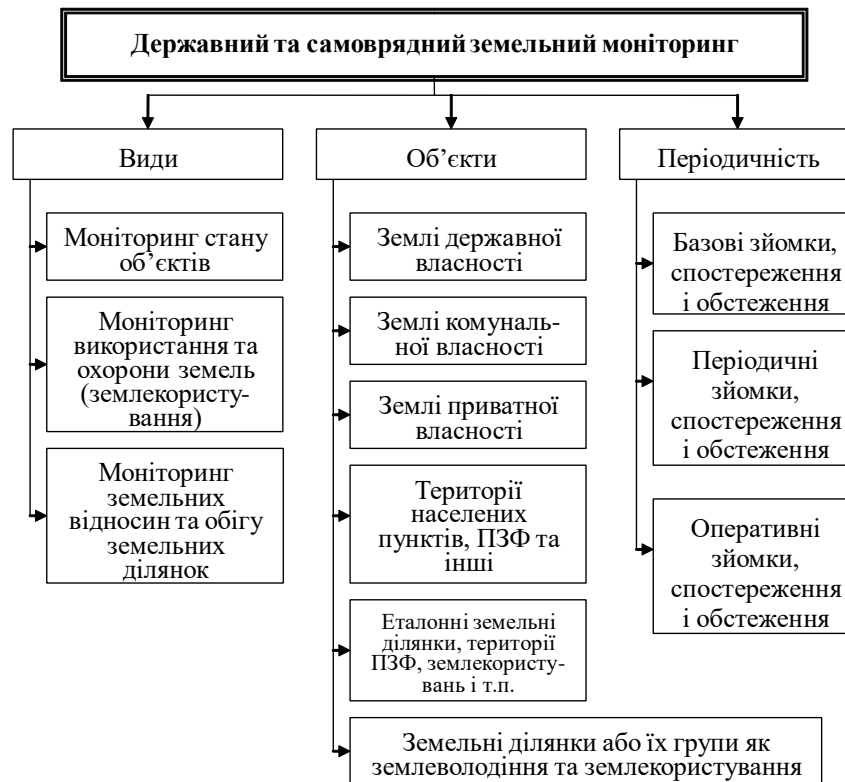 Державний та самоврядний земельний моніторинг
Види
Моніторинг стану
об’єктів
Моніторинг
використання та
охорони земель
(землекористу-
вання)
Моніторинг
земельних
відносин та обігу
земельних
ділянок
Об’єкти
Землі державної
власності
Землі комуналь-
ної власності
Землі приватної
власності
Території
населених
пунктів, ПЗФ та
інші
Еталонні земельні
ділянки, території
ПЗФ, землекористу-
вань і т.п.
Земельні ділянки або їх групи як
землеволодіння та землекористування
Періодичність
Базові зйомки,
спостереження
і обстеження
Періодичні
зйомки,
спостереження
і обстеження
Оперативні
зйомки,
спостереження
і обстеження